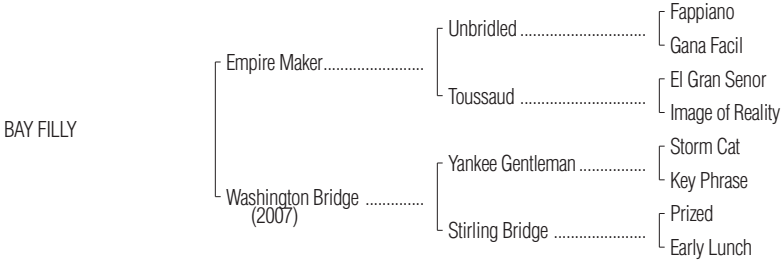 Fappiano
Unbridled ..............................
Gana Facil
Empire Maker........................
El Gran Senor
Toussaud ..............................
Image of Reality
BAY FILLY
Storm Cat
Yankee Gentleman ................
Key Phrase
Washington Bridge ..............
(2007)
Prized
Stirling Bridge ......................
Early Lunch